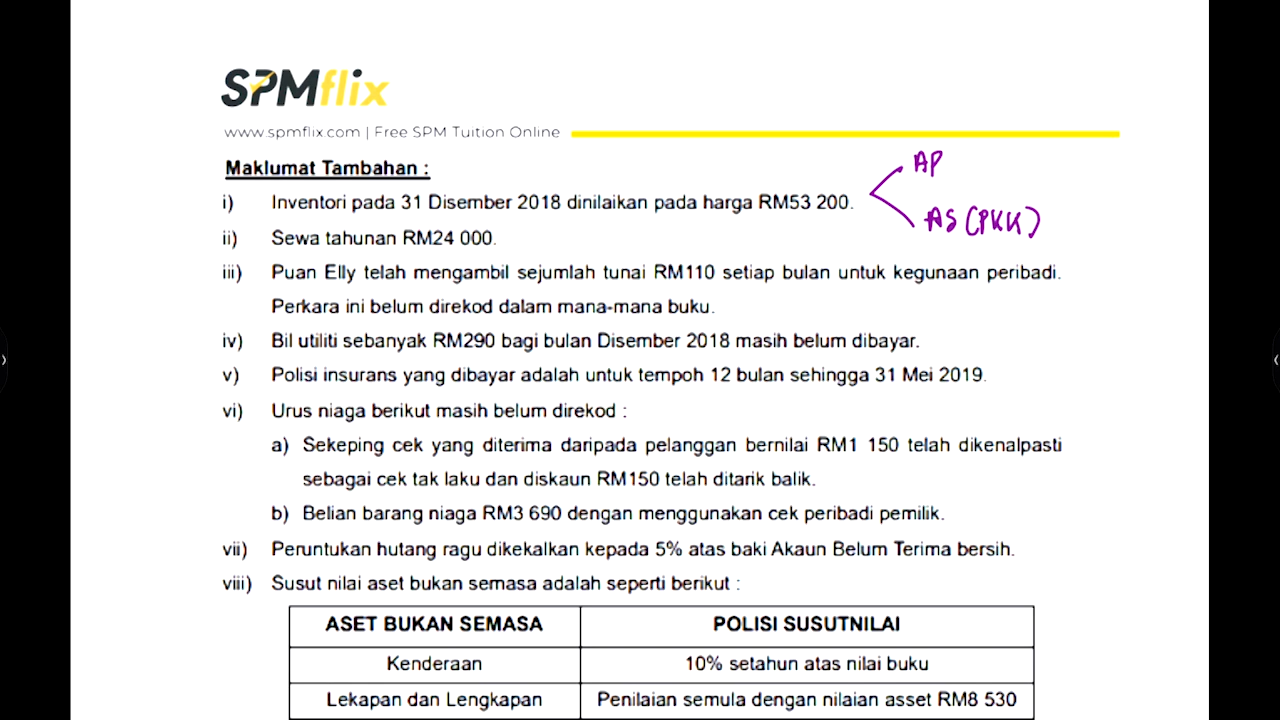 SPMflix
www.spmflix.com | Free SPM Tuition Online
Maklumat Tambahan :
i) Inventori pada 31 Disember 2018 dinilaikan pada harga RM53 200.
AP
AS (PKK)
ii) Sewa tahunan RM24 000.
iii) Puan Elly telah mengambil sejumlah tunai RM110 setiap bulan untuk kegunaan peribadi.
Perkara ini belum direkod dalam mana-mana buku.
iv) Bil utiliti sebanyak RM290 bagi bulan Disember 2018 masih belum dibayar.
v) Polisi insurans yang dibayar adalah untuk tempoh 12 bulan sehingga 31 Mei 2019.
vi) Urus niaga berikut masih belum direkod :
a) Sekeping cek yang diterima daripada pelanggan bernilai RM1 150 telah dikenalpasti
sebagai cek tak laku dan diskaun RM150 telah ditarik balik.
b) Belian barang niaga RM3 690 dengan menggunakan cek peribadi pemilik.
vii) Peruntukan hutang ragu dikekalkan kepada 5% atas baki Akaun Belum Terima bersih.
viii) Susut nilai aset bukan semasa adalah seperti berikut :
ASET BUKAN SEMASA POLISI SUSUTNILAI
Kenderaan 10% setahun atas nilai buku
Lekapan dan Lengkapan Penilaian semula dengan nilaian asset RM8 530